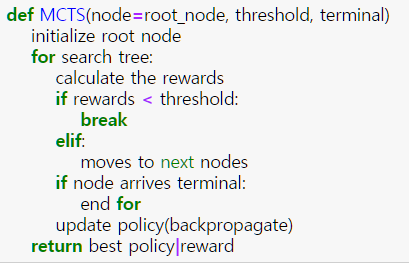 def MCTS(node=root_node, threshold, terminal)
initialize root node
for search tree:
calculate the rewards
if rewards < threshold:
break
elif:
moves to next nodes
if node arrives terminal:
end for
update policy(backpropagate)
return best policy|reward